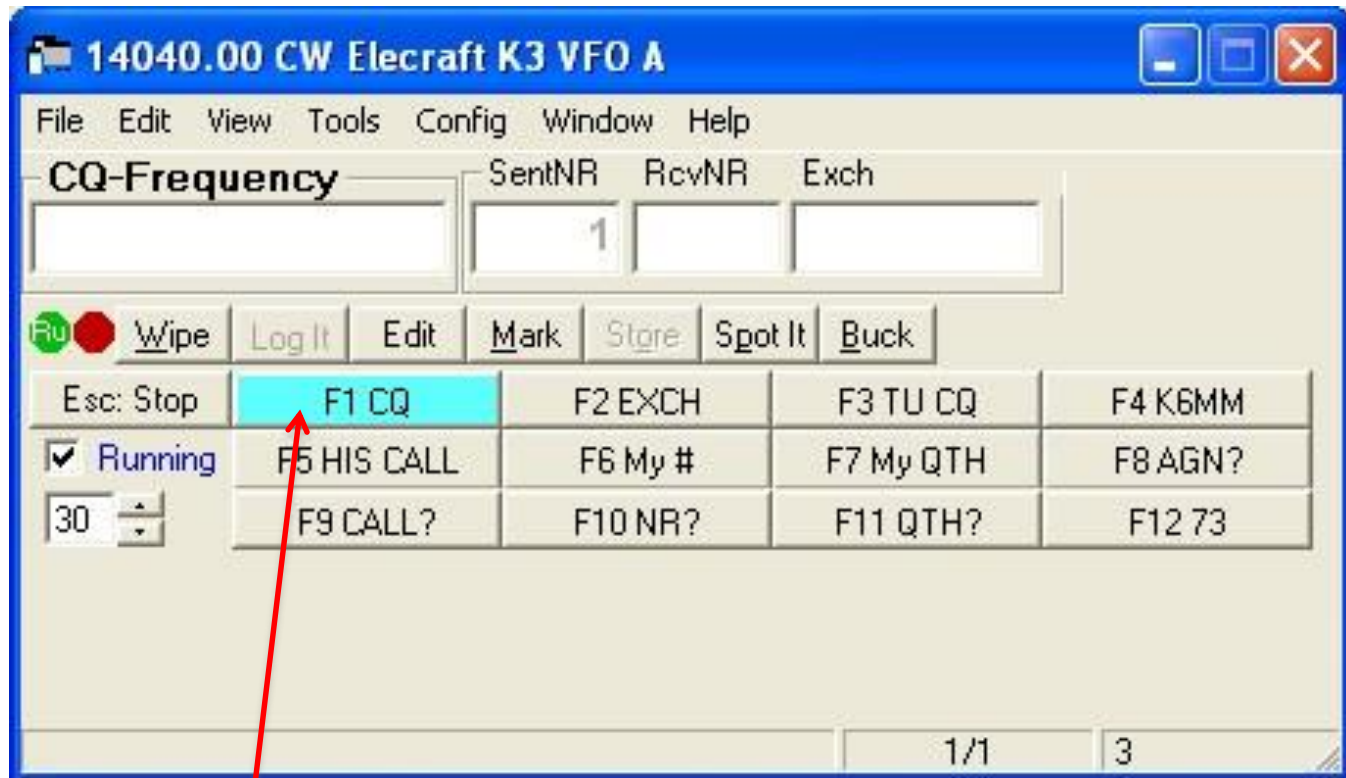 14040.00 CW Elecraft K3 VFO A
File Edit View Tools Config Window Help
CQ-Frequency SentNR RcvNR Exch
1
Ru Wipe Log It Edit Mark Store Spot It Buck
Esc: Stop F1 CQ F2 EXCH F3 TU CQ F4 K6MM
Running F5 HIS CALL F6 My # F7 My QTH F8 AGN?
30 F9 CALL? F10 NR? F11 QTH? F12 73
1/1 3